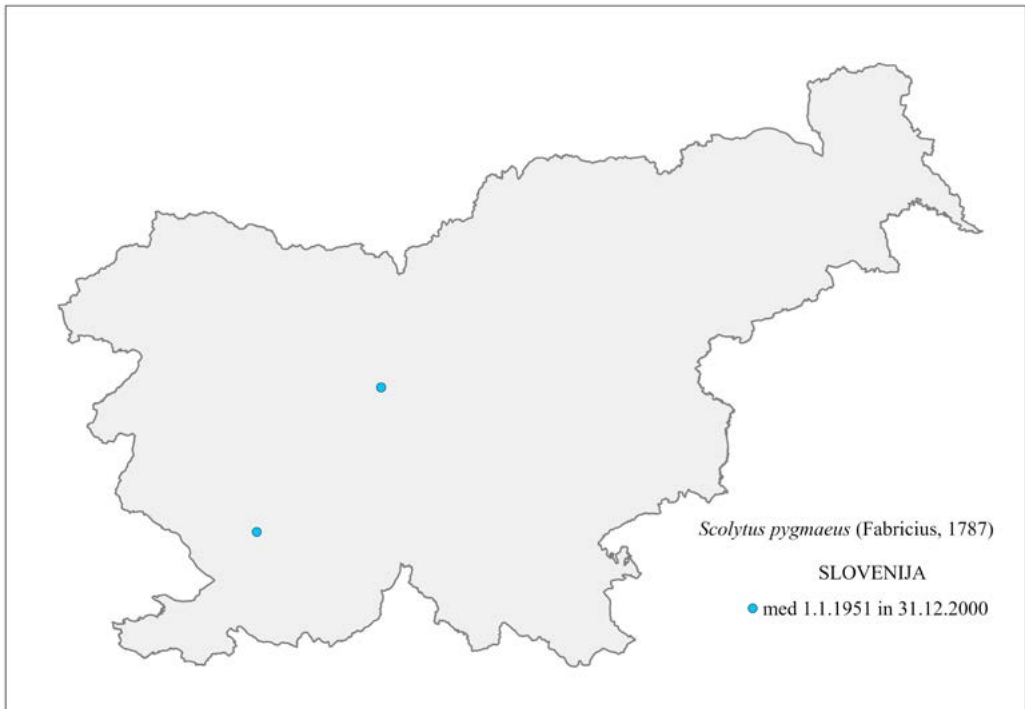 Scolytus pygmaeus (Fabricius, 1787)
SLOVENIJA
med 1.1.1951 in 31.12.2000